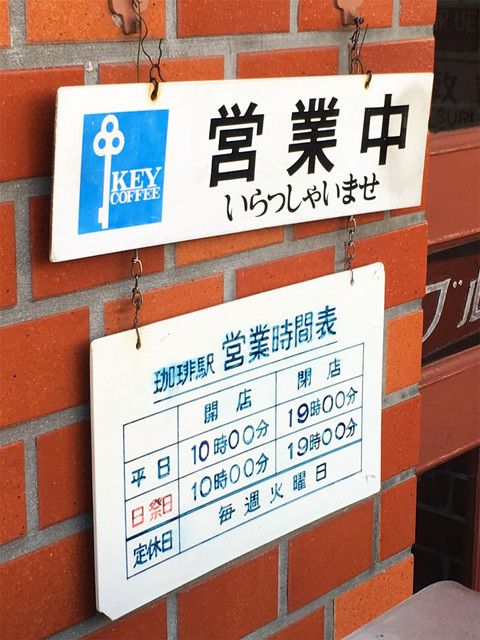 KEY
COFFEE
営業中
いらっしゃいませ
珈琲駅 営業時間表
開店 閉店
平日 10時00分 19時00分
日祭日 10時00分 19時00分
定休日 毎週火曜日
ブル